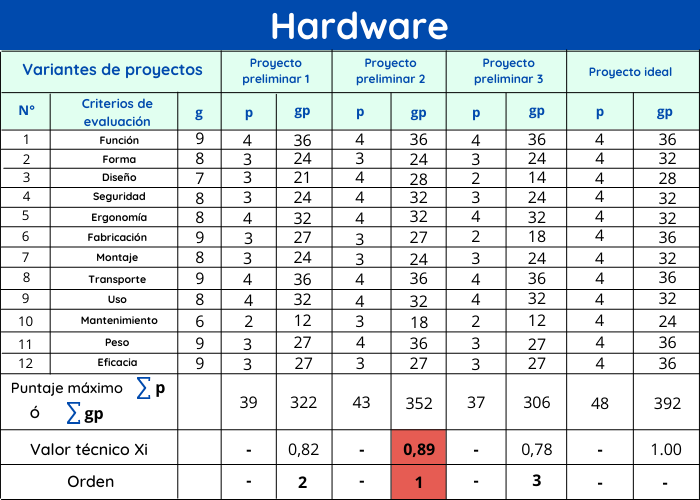 Hardware
Variantes de proyectos Proyecto preliminar 1 Proyecto preliminar 2 Proyecto preliminar 3 Proyecto ideal
N° Criterios de evaluación g p gp p gp p gp p gp
1 Función 9 4 36 4 36 4 36 4 36
2 Forma 8 3 24 3 24 3 24 4 32
3 Diseño 7 3 21 4 28 2 14 4 28
4 Seguridad 8 3 24 4 32 3 24 4 32
5 Ergonomía 8 4 32 4 32 4 32 4 32
6 Fabricación 9 3 27 3 27 2 18 4 36
7 Montaje 8 3 24 3 24 3 24 4 32
8 Transporte 9 4 36 4 36 4 36 4 36
9 Uso 8 4 32 4 32 4 32 4 32
10 Mantenimiento 6 2 12 3 18 2 12 4 24
11 Peso 9 3 27 4 36 3 27 4 36
12 Eficacia 9 3 27 3 27 3 27 4 36
Puntaje máximo ∑ p
ó ∑ gp 39 322 43 352 37 306 48 392
Valor técnico Xi - 0,82 - 0,89 - 0,78 - 1.00
Orden - 2 - 1 - 3 - -